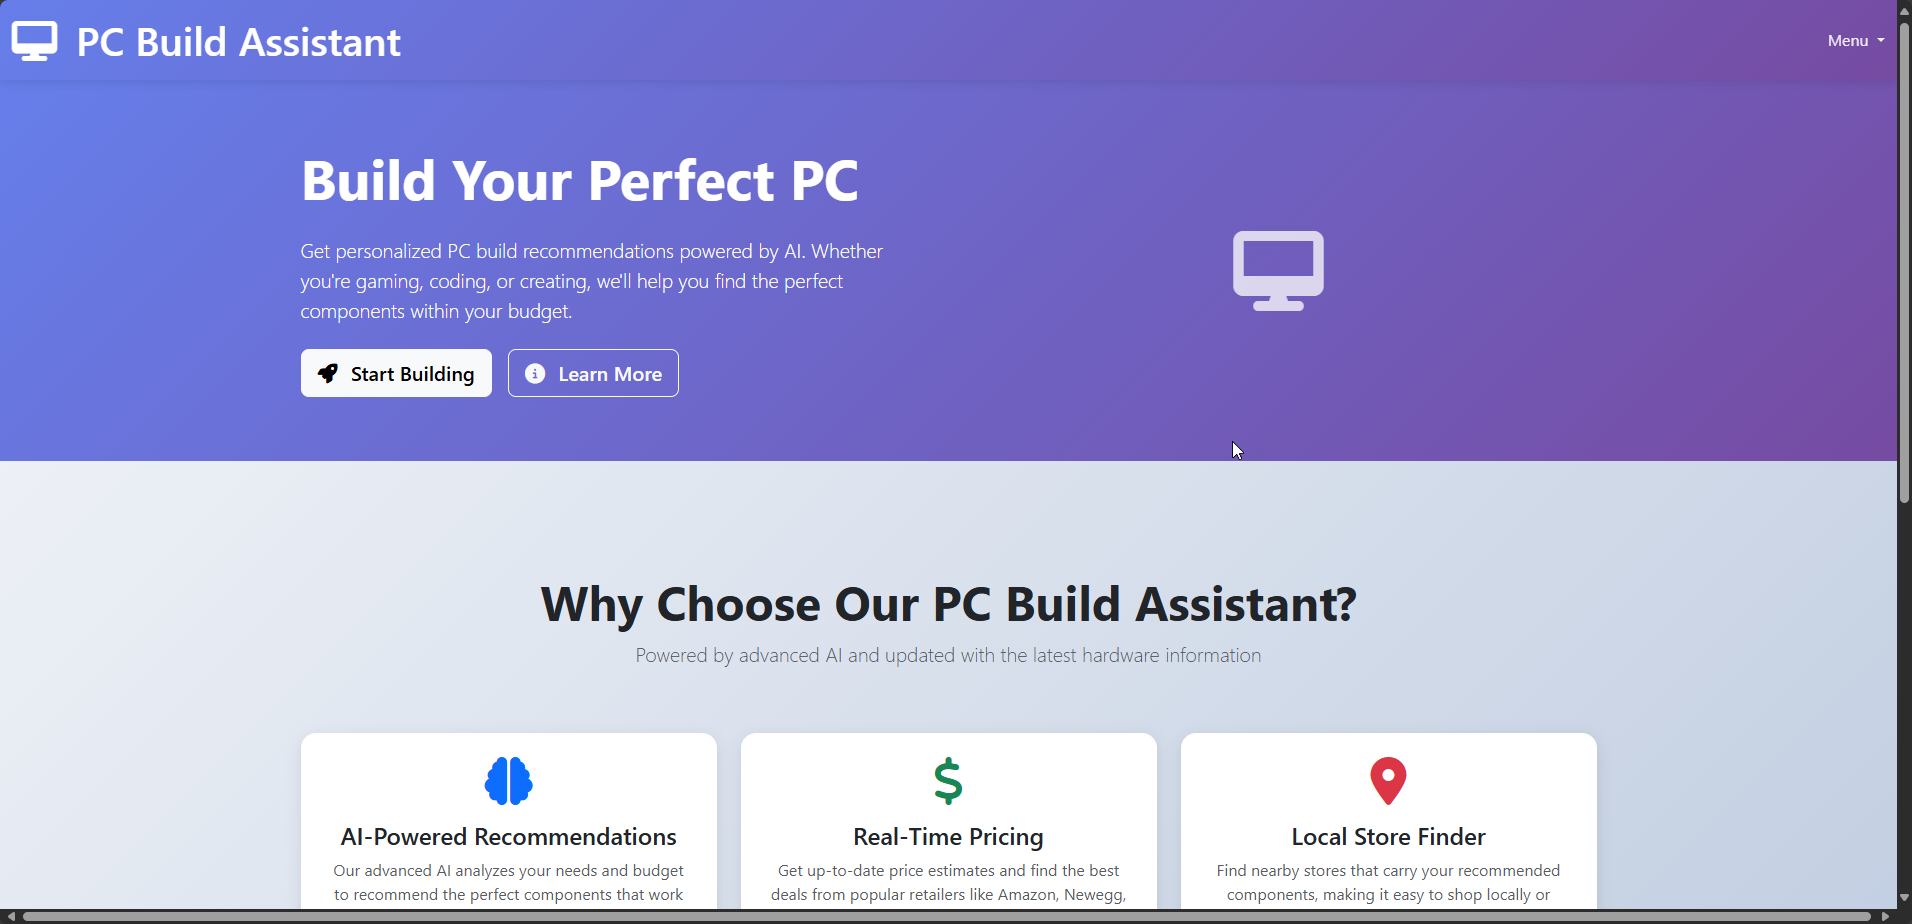 PC Build Assistant
Menu
Build Your Perfect PC
Get personalized PC build recommendations powered by AI. Whether
you're gaming, coding, or creating, we'll help you find the perfect
components within your budget.
Start Building
Learn More
Why Choose Our PC Build Assistant?
Powered by advanced AI and updated with the latest hardware information
AI-Powered Recommendations
Our advanced AI analyzes your needs and budget
to recommend the perfect components that work
Real-Time Pricing
Get up-to-date price estimates and find the best
deals from popular retailers like Amazon, Newegg,
Local Store Finder
Find nearby stores that carry your recommended
components, making it easy to shop locally or